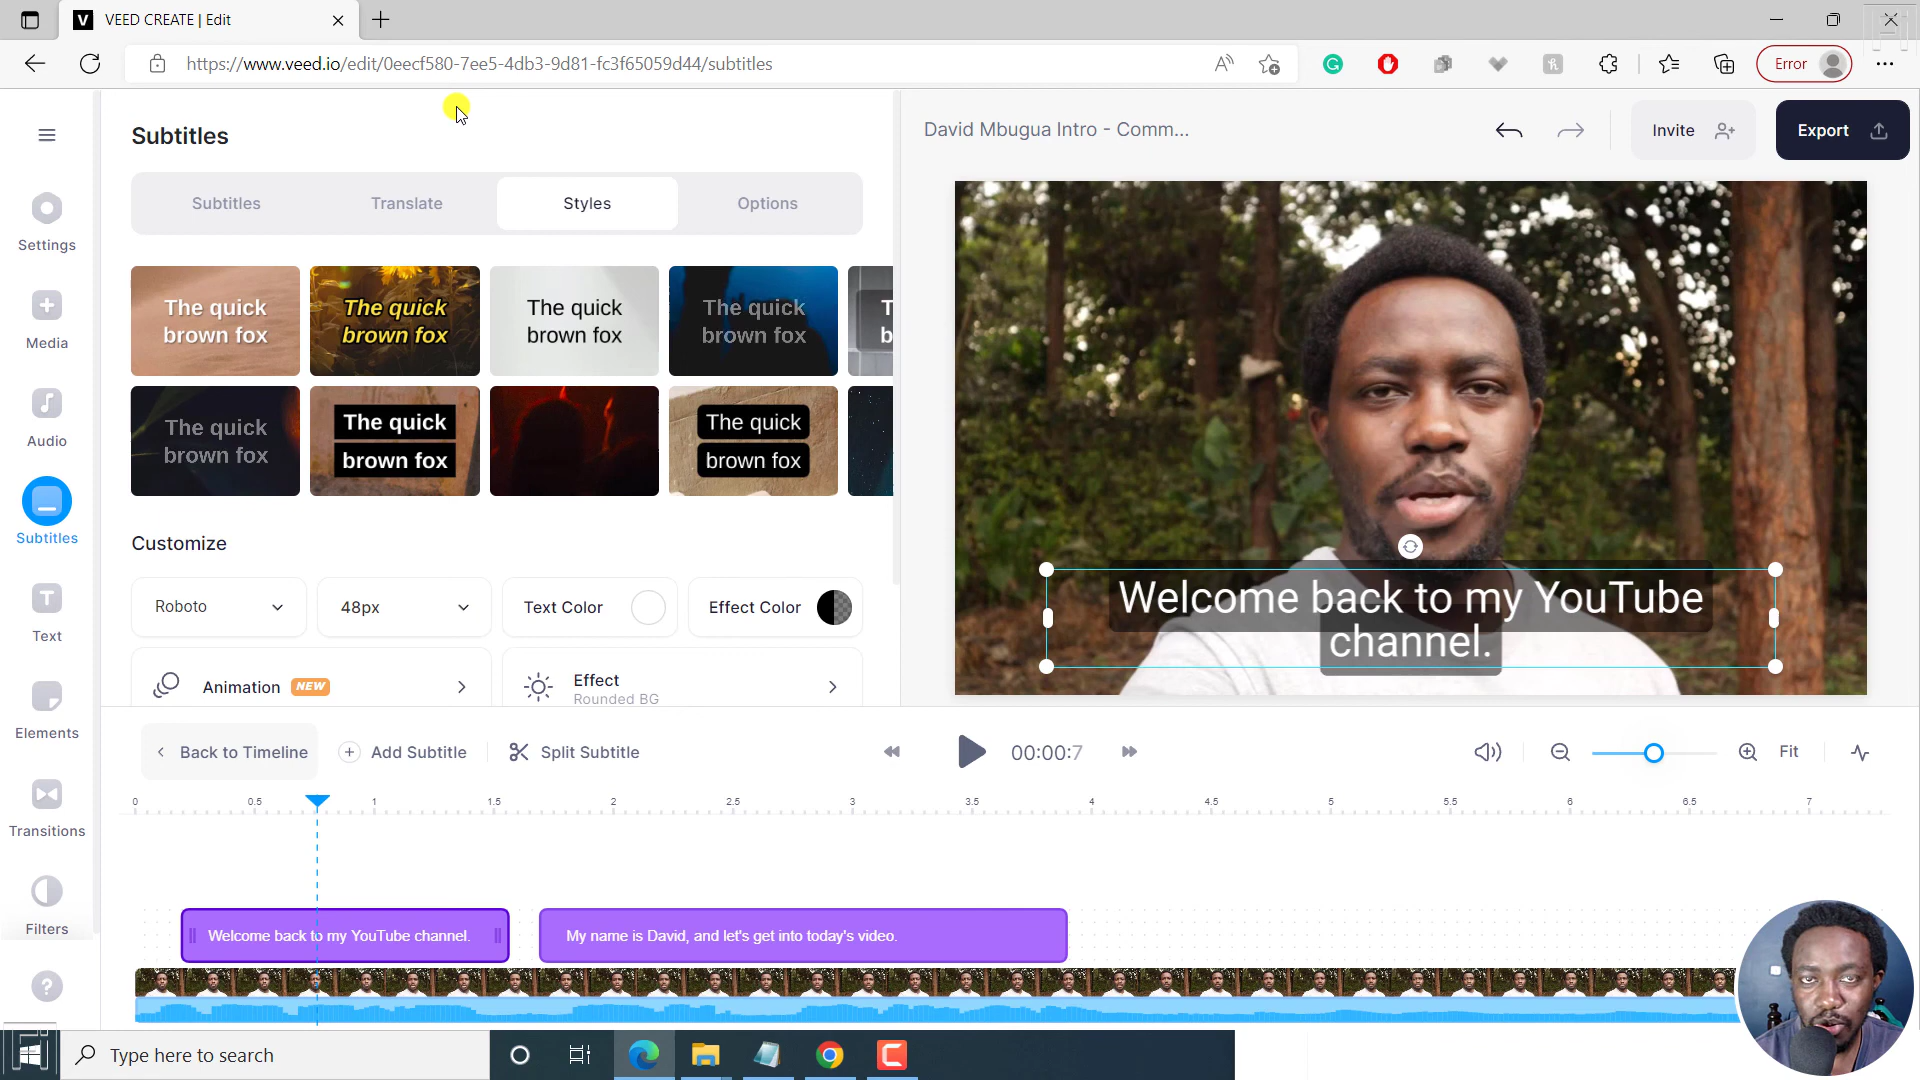 VEED CREATE | Edit
https://www.veed.io/edit/0eecf580-7ee5-4db3-9d81-fc3f65059d44/subtitles
Error
Subtitles
David Mbugua Intro - Comm...
Invite
Export
Subtitles
Translate
Styles
Options
Settings
Media
Audio
Subtitles
Text
Elements
Transitions
Filters
The quick
brown fox
The quick
brown fox
The quick
brown fox
The quick
brown fox
T
b
The quick
brown fox
The quick
brown fox
The quick
brown fox
Customize
Roboto
48px
Text Color
Effect Color
Animation NEW
Effect
Rounded BG
Welcome back to my YouTube
channel.
Back to Timeline
Add Subtitle
Split Subtitle
00:00:7
Fit
0 0.5 1 1.5 2 2.5 3 3.5 4 4.5 5 5.5 6 6.5 7
Welcome back to my YouTube channel.
My name is David, and let's get into today's video.
Type here to search